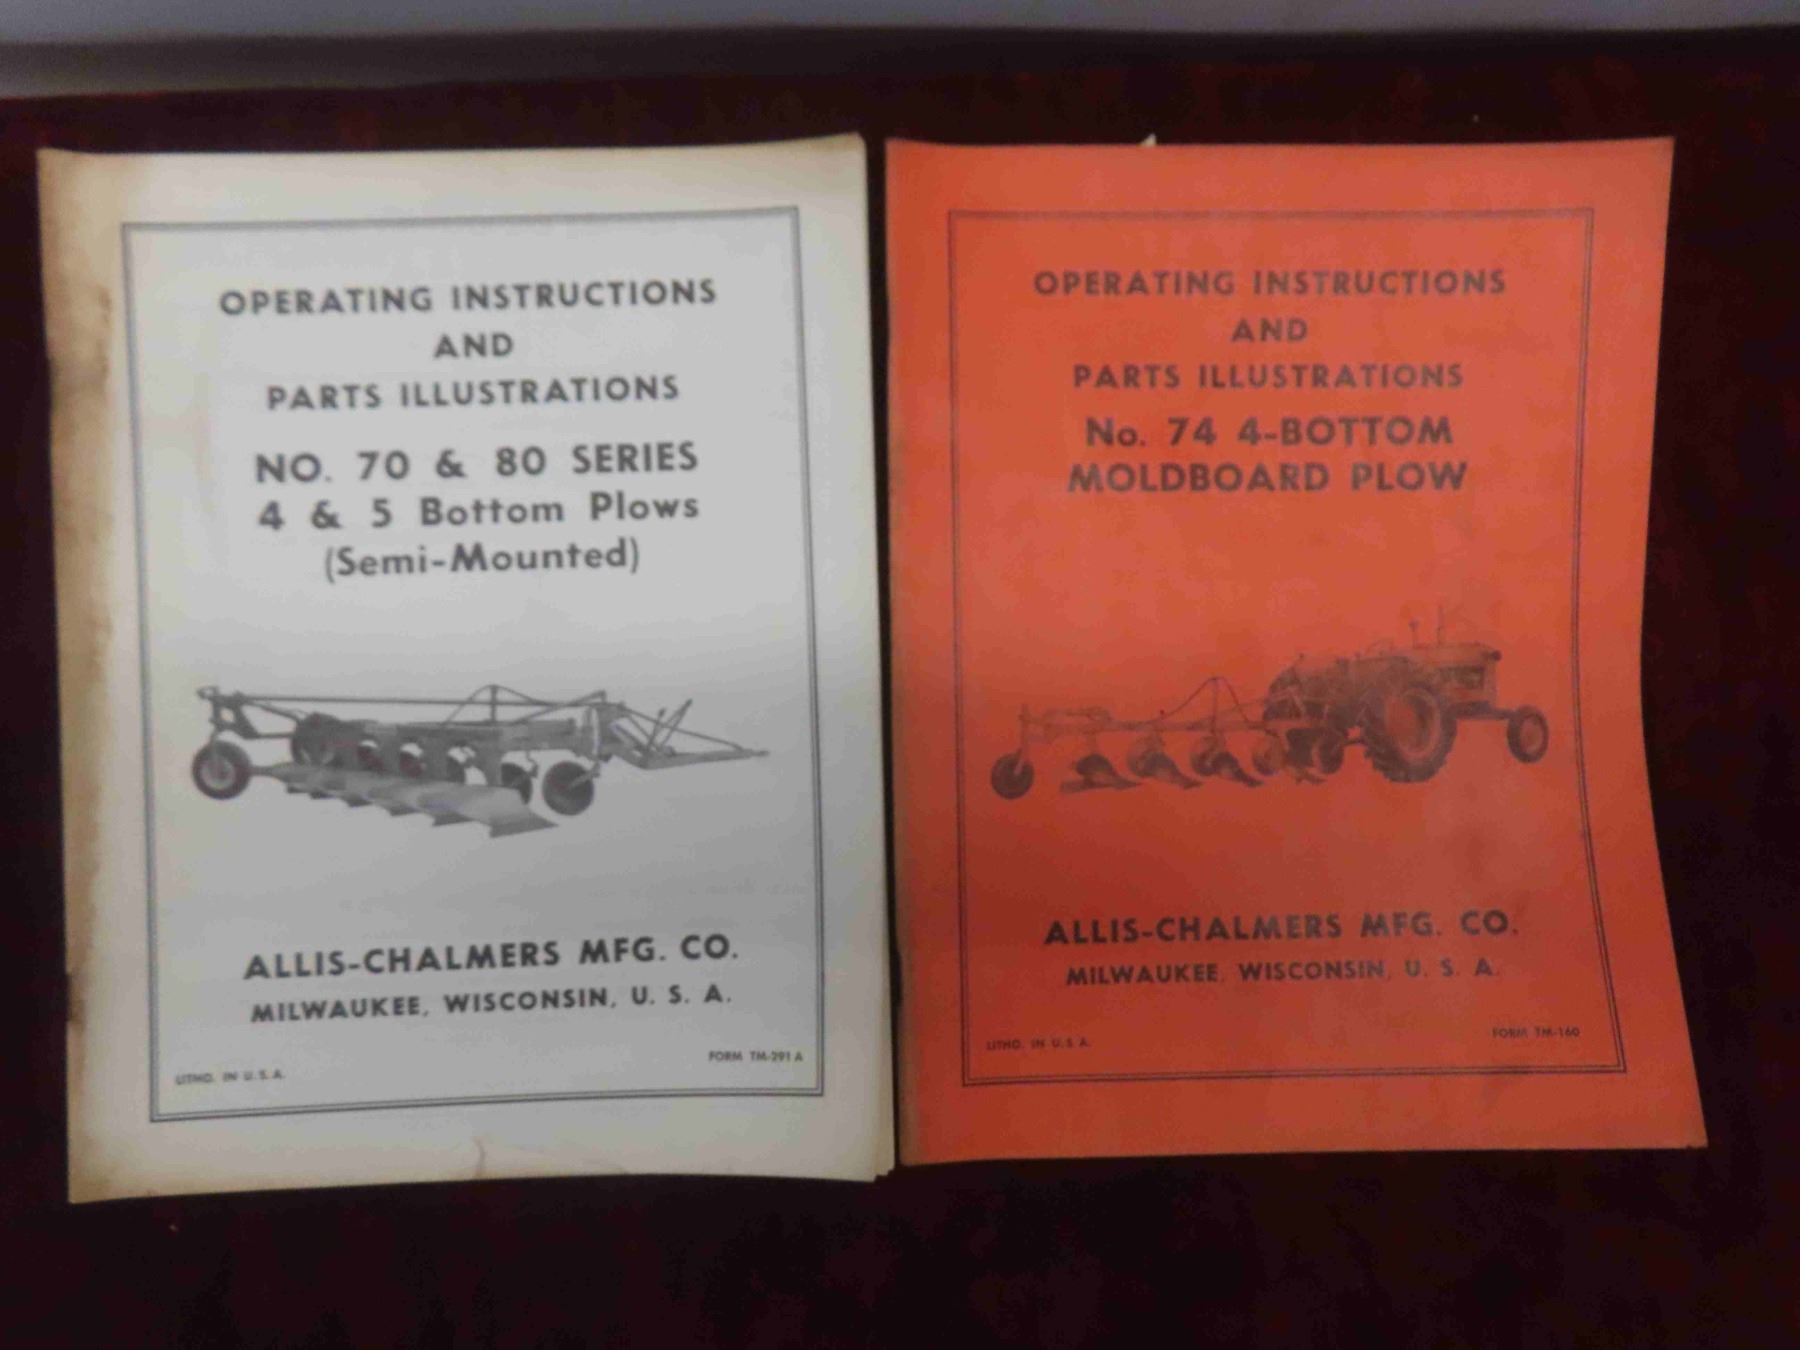 OPERATING INSTRUCTIONS
AND
PARTS ILLUSTRATIONS
NO. 70 & 80 SERIES
4 & 5 Bottom Plows
(Semi-Mounted)
ALLIS-CHALMERS MFG. CO.
MILWAUKEE, WISCONSIN, U. S. A.
FORM TM-291 A
LITHO. IN U. S. A.
OPERATING INSTRUCTIONS
AND
PARTS ILLUSTRATIONS
No. 74 4-BOTTOM
MOLDBOARD PLOW
ALLIS-CHALMERS MFG. CO.
MILWAUKEE, WISCONSIN, U. S. A.
FORM TM-160
LITHO. IN U. S. A.